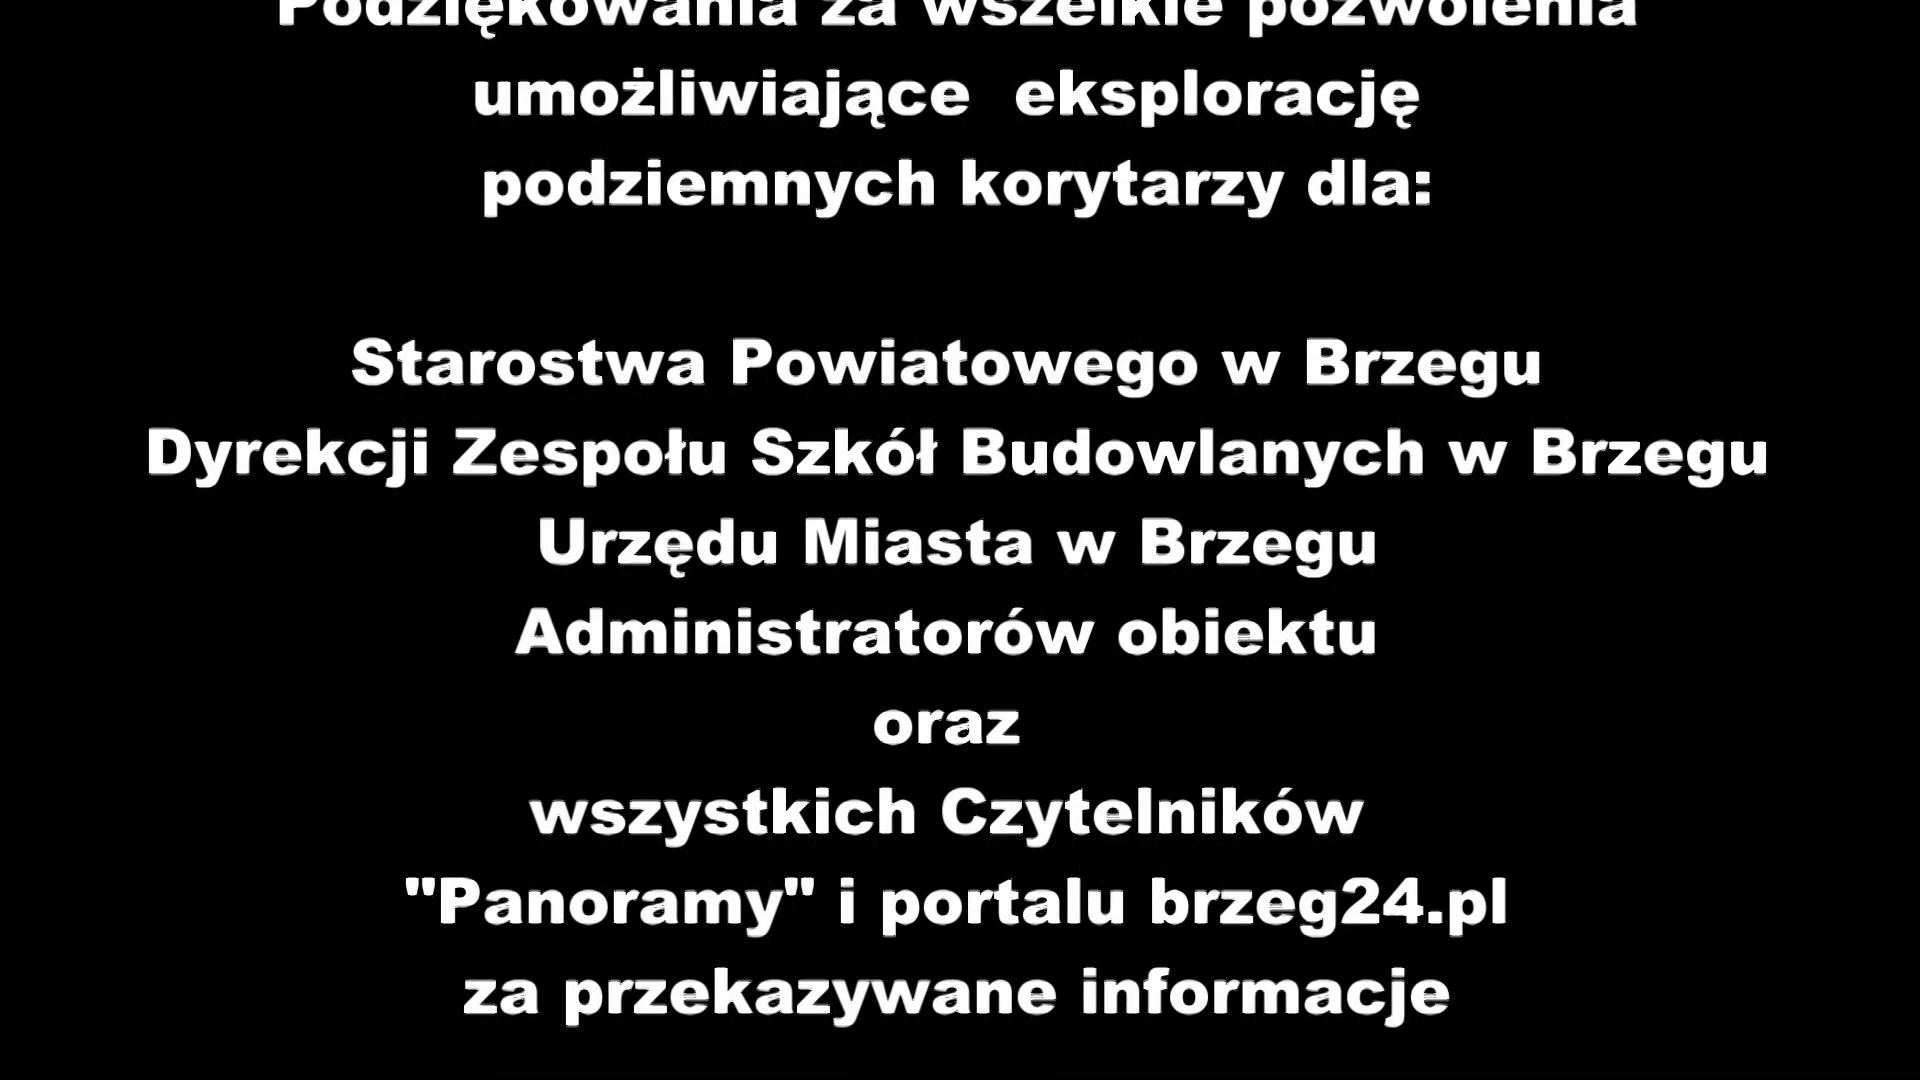 Podziękowania za wszelkie pozwolenia
umożliwiające eksplorację
podziemnych korytarzy dla:
Starostwa Powiatowego w Brzegu
Dyrekcji Zespołu Szkół Budowlanych w Brzegu
Urzędu Miasta w Brzegu
Administratorów obiektu
oraz
wszystkich Czytelników
"Panoramy" i portalu brzeg24.pl
za przekazywane informacje